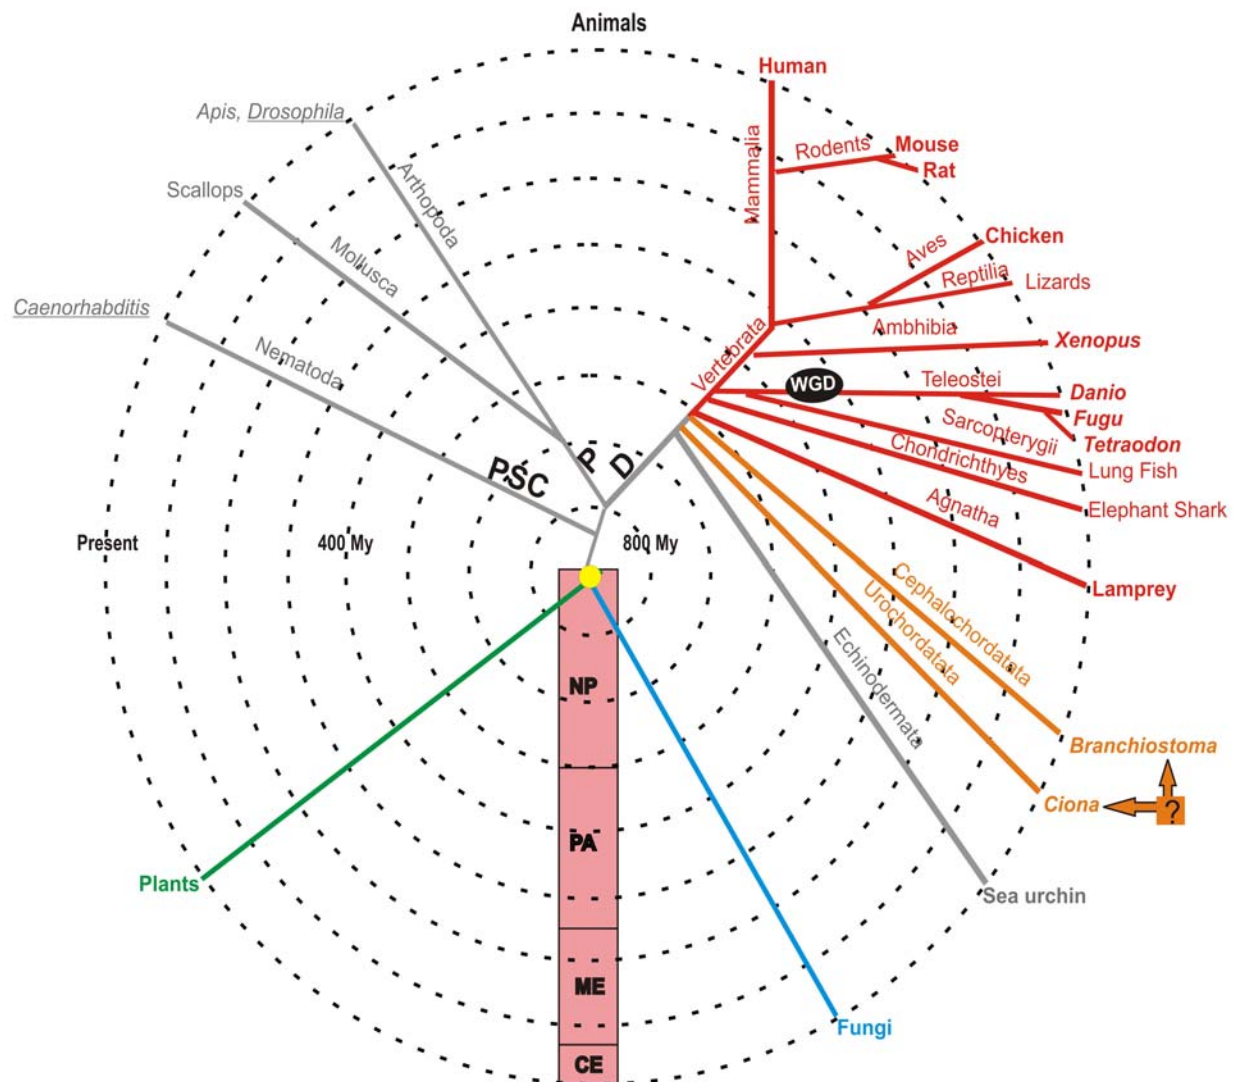 Animals
Human
Apis, Drosophila
Mammalia
Rodents
Mouse
Rat
Scallops
Arthopoda
Mollusca
Aves
Chicken
Reptilia
Lizards
Caenorhabditis
Nematoda
Vertebrata
Ambhibia
Xenopus
WGD
Teleostei
Danio
Fugu
Sarcopterygii
Tetraodon
Chondrichthyes
Lung Fish
PSC
P
D
Agnatha
Elephant Shark
Present
400 My
800 My
Lamprey
Cephalochordatata
Urochordatata
Echinodermata
NP
Branchiostoma
Ciona
?
PA
Plants
Sea urchin
ME
Fungi
CE